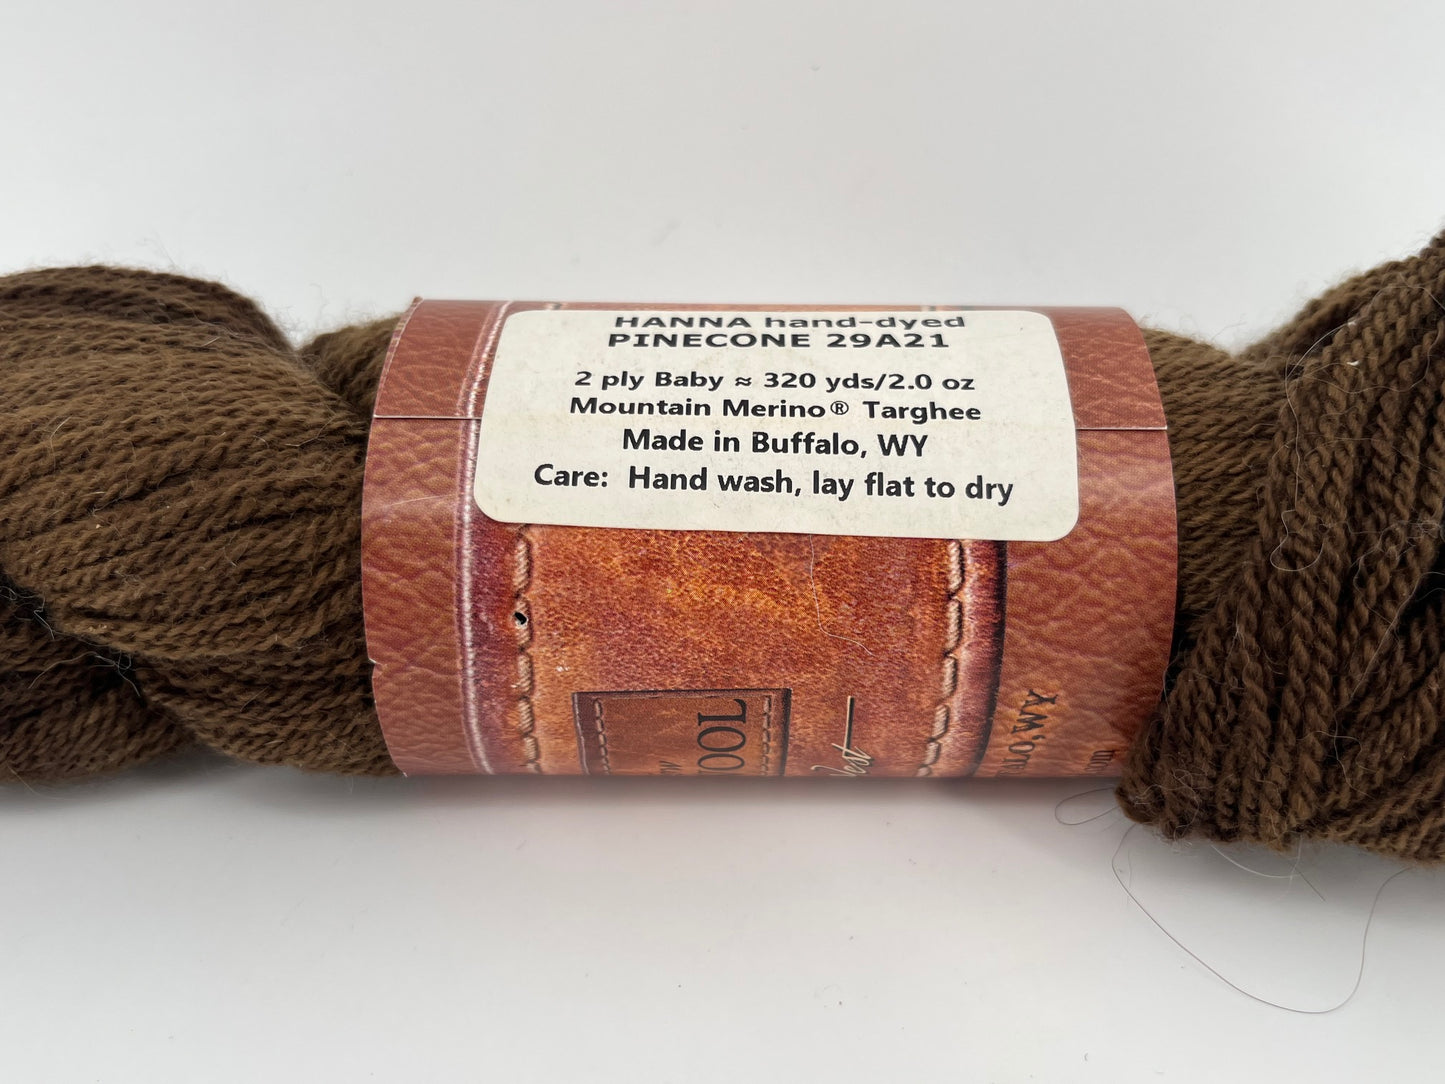 HANNA hand-dyed
PINECONE 29A21
2 ply Baby ≈ 320 yds/2.0 oz
Mountain Merino® Targhee
Made in Buffalo, WY
Care: Hand wash, lay flat to dry
WY